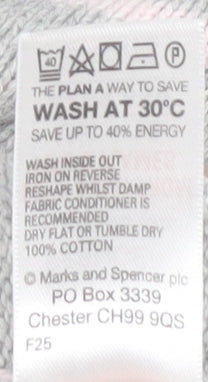 40 P
THE PLAN A WAY TO SAVE
WASH AT 30°C
SAVE UP TO 40% ENERGY
WASH INSIDE OUT
IRON ON REVERSE
RESHAPE WHILST DAMP
FABRIC CONDITIONER IS
RECOMMENDED
DRY FLAT OR TUMBLE DRY
100% COTTON
© Marks and Spencer plc
PO Box 3339
Chester CH99 9QS
F25